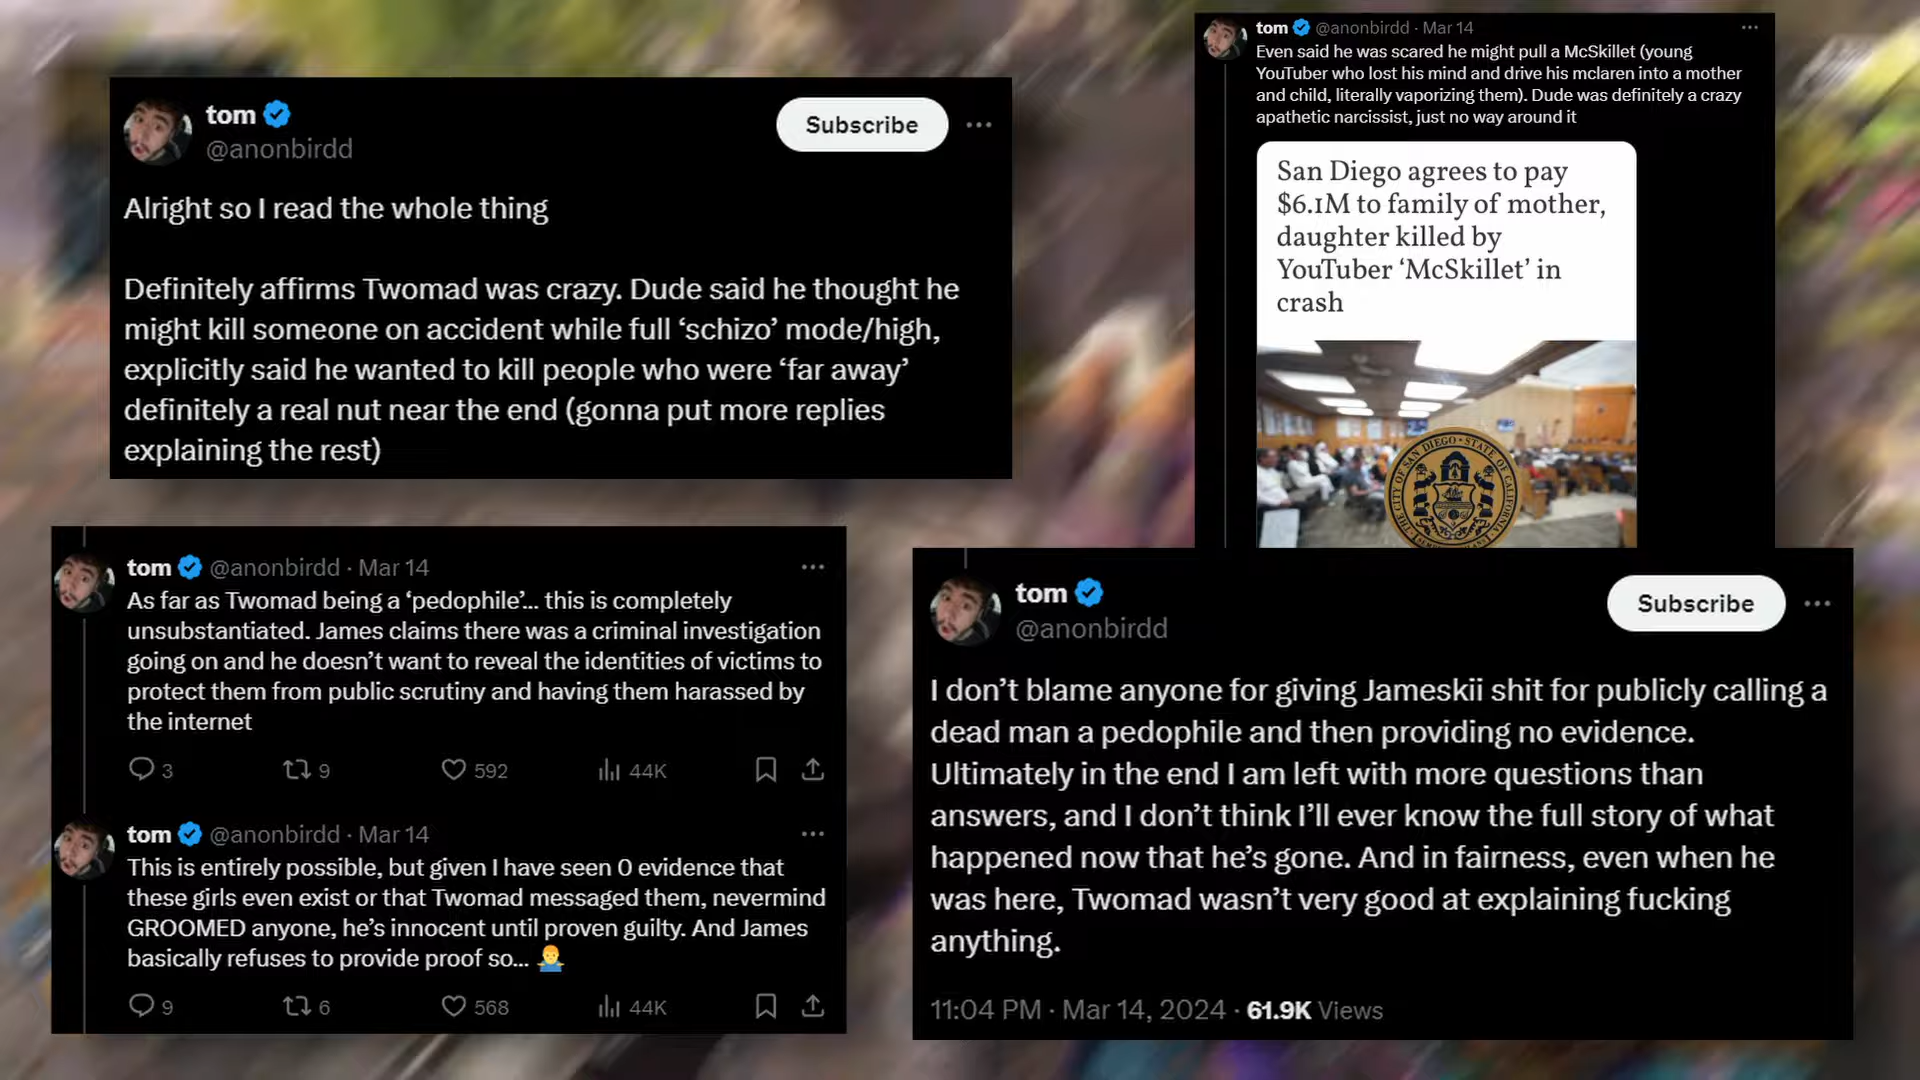 tom
@anonbirdd
Subscribe
Alright so I read the whole thing
Definitely affirms Twomad was crazy. Dude said he thought he
might kill someone on accident while full ‘schizo’ mode/high,
explicitly said he wanted to kill people who were ‘far away’
definitely a real nut near the end (gonna put more replies
explaining the rest)
tom @anonbirdd · Mar 14
Even said he was scared he might pull a McSkillet (young
YouTuber who lost his mind and drive his mclaren into a mother
and child, literally vaporizing them). Dude was definitely a crazy
apathetic narcissist, just no way around it
San Diego agrees to pay
$6.1M to family of mother,
daughter killed by
YouTuber ‘McSkillet’ in
crash
THE CITY OF SAN DIEGO · STATE OF CALIFORNIA
tom @anonbirdd · Mar 14
As far as Twomad being a ‘pedophile’... this is completely
unsubstantiated. James claims there was a criminal investigation
going on and he doesn’t want to reveal the identities of victims to
protect them from public scrutiny and having them harassed by
the internet
3 9 592 44K
tom @anonbirdd · Mar 14
This is entirely possible, but given I have seen 0 evidence that
these girls even exist or that Twomad messaged them, nevermind
GROOMED anyone, he’s innocent until proven guilty. And James
basically refuses to provide proof so... 🤷‍♂️
9 6 568 44K
tom
@anonbirdd
Subscribe
I don’t blame anyone for giving Jameskii shit for publicly calling a
dead man a pedophile and then providing no evidence.
Ultimately in the end I am left with more questions than
answers, and I don’t think I’ll ever know the full story of what
happened now that he’s gone. And in fairness, even when he
was here, Twomad wasn’t very good at explaining fucking
anything.
11:04 PM · Mar 14, 2024 · 61.9K Views